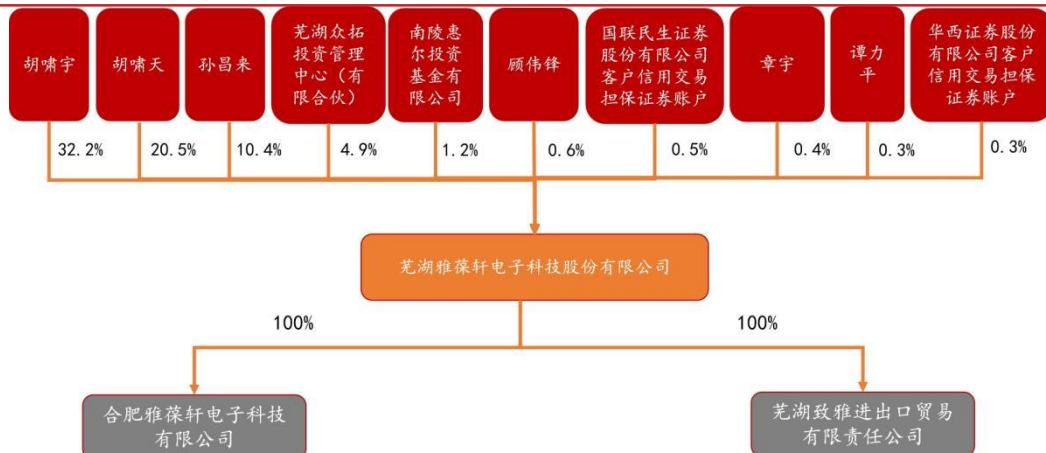 胡啸宇
胡啸天
孙昌来
芜湖众拓
投资管理
中心（有
限合伙）
南陵惠
尔投资
基金有
限公司
顾伟锋
国联民生证券
股份有限公司
客户信用交易
担保证券账户
章宇
谭力
平
华西证券股份
有限公司客户
信用交易担保
证券账户
32.2%
20.5%
10.4%
4.9%
1.2%
0.6%
0.5%
0.4%
0.3%
0.3%
芜湖雅葆轩电子科技股份有限公司
100%
100%
合肥雅葆轩电子科技
有限公司
芜湖致雅进出口贸易
有限责任公司